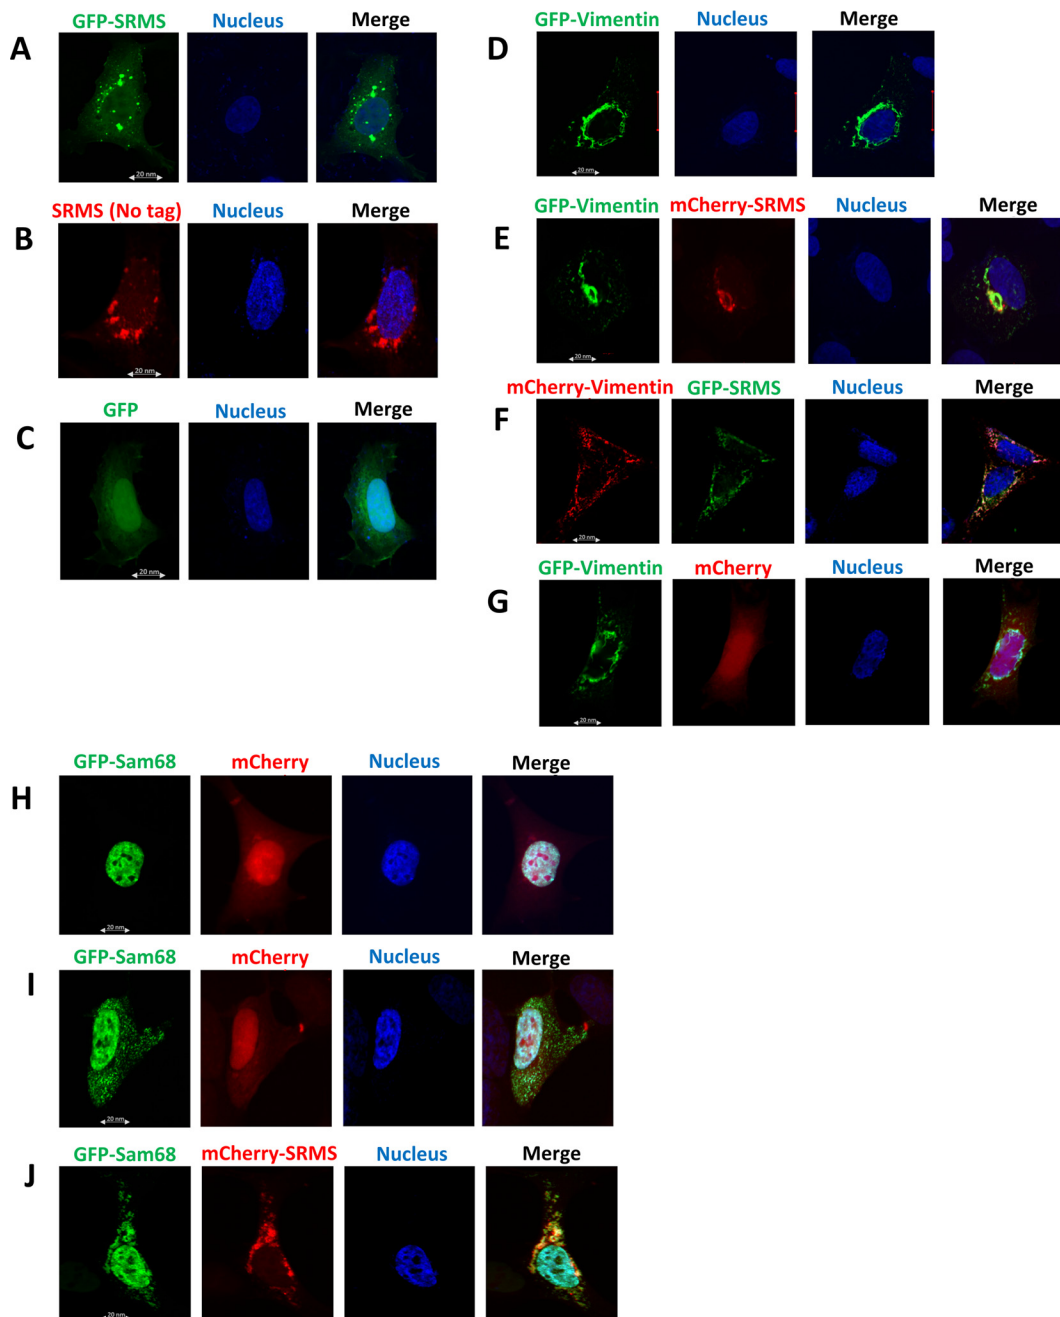 A
GFP-SRMS Nucleus Merge
20 nm
B
SRMS (No tag) Nucleus Merge
20 nm
C
GFP Nucleus Merge
20 nm
D
GFP-Vimentin Nucleus Merge
20 nm
E
GFP-Vimentin mCherry-SRMS Nucleus Merge
20 nm
F
mCherry-Vimentin GFP-SRMS Nucleus Merge
20 nm
G
GFP-Vimentin mCherry Nucleus Merge
20 nm
H
GFP-Sam68 mCherry Nucleus Merge
20 nm
I
GFP-Sam68 mCherry Nucleus Merge
20 nm
J
GFP-Sam68 mCherry-SRMS Nucleus Merge
20 nm